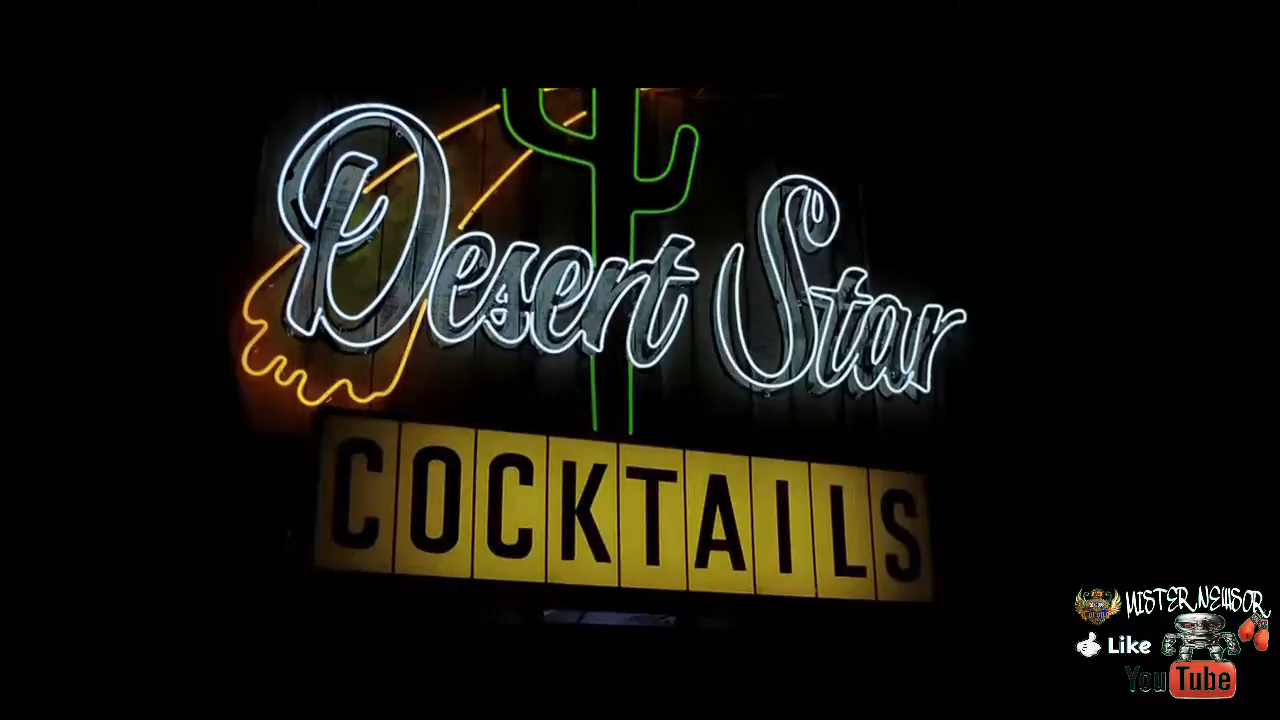 Desert Star
COCKTAILS
MISTER.NEWSOR
Like
YouTube